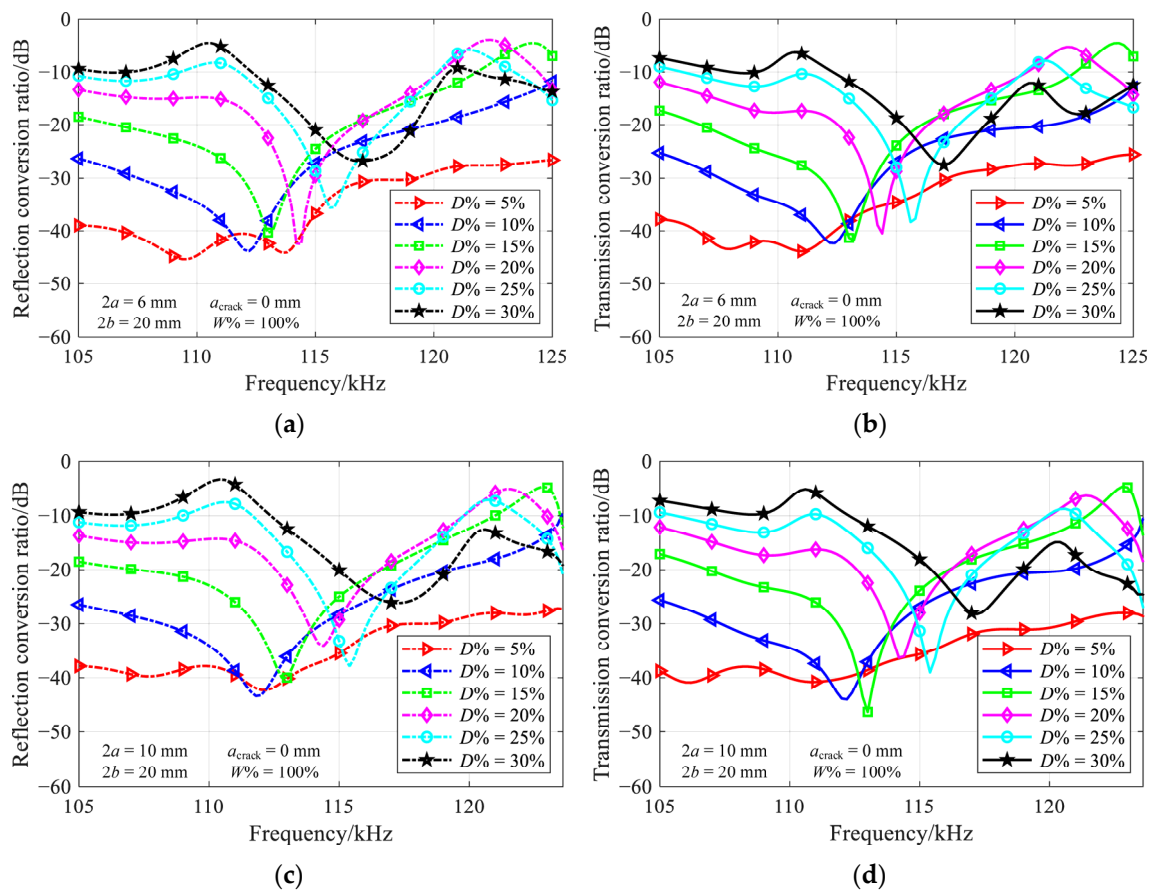 Reflection conversion ratio/dB
0
−10
−20
−30
−40
−50
−60
D% = 5%
D% = 10%
D% = 15%
D% = 20%
D% = 25%
D% = 30%
2a = 6 mm
a_crack = 0 mm
2b = 20 mm
W% = 100%
105 110 115 120 125
Frequency/kHz
(a)
Transmission conversion ratio/dB
0
−10
−20
−30
−40
−50
−60
D% = 5%
D% = 10%
D% = 15%
D% = 20%
D% = 25%
D% = 30%
2a = 6 mm
a_crack = 0 mm
2b = 20 mm
W% = 100%
105 110 115 120 125
Frequency/kHz
(b)
Reflection conversion ratio/dB
0
−10
−20
−30
−40
−50
−60
D% = 5%
D% = 10%
D% = 15%
D% = 20%
D% = 25%
D% = 30%
2a = 10 mm
a_crack = 0 mm
2b = 20 mm
W% = 100%
105 110 115 120
Frequency/kHz
(c)
Transmission conversion ratio/dB
0
−10
−20
−30
−40
−50
−60
D% = 5%
D% = 10%
D% = 15%
D% = 20%
D% = 25%
D% = 30%
2a = 10 mm
a_crack = 0 mm
2b = 20 mm
W% = 100%
105 110 115 120
Frequency/kHz
(d)